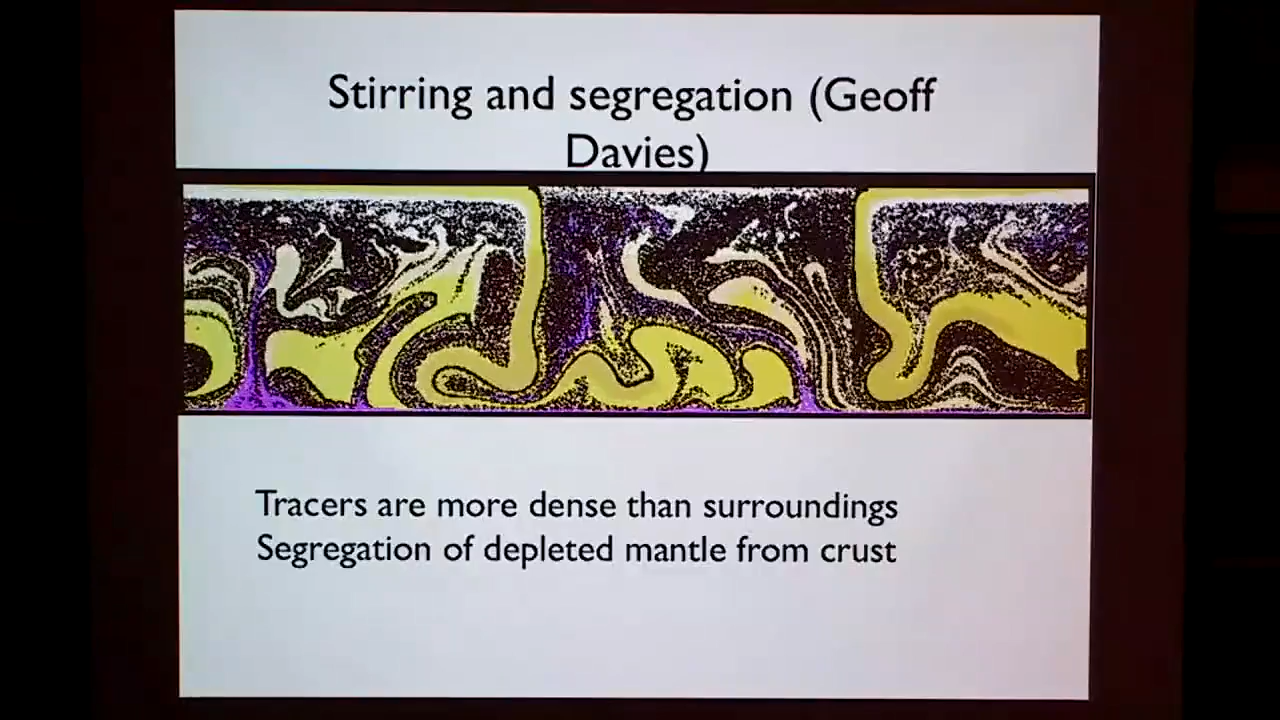 Stirring and segregation (Geoff
Davies)
Tracers are more dense than surroundings
Segregation of depleted mantle from crust